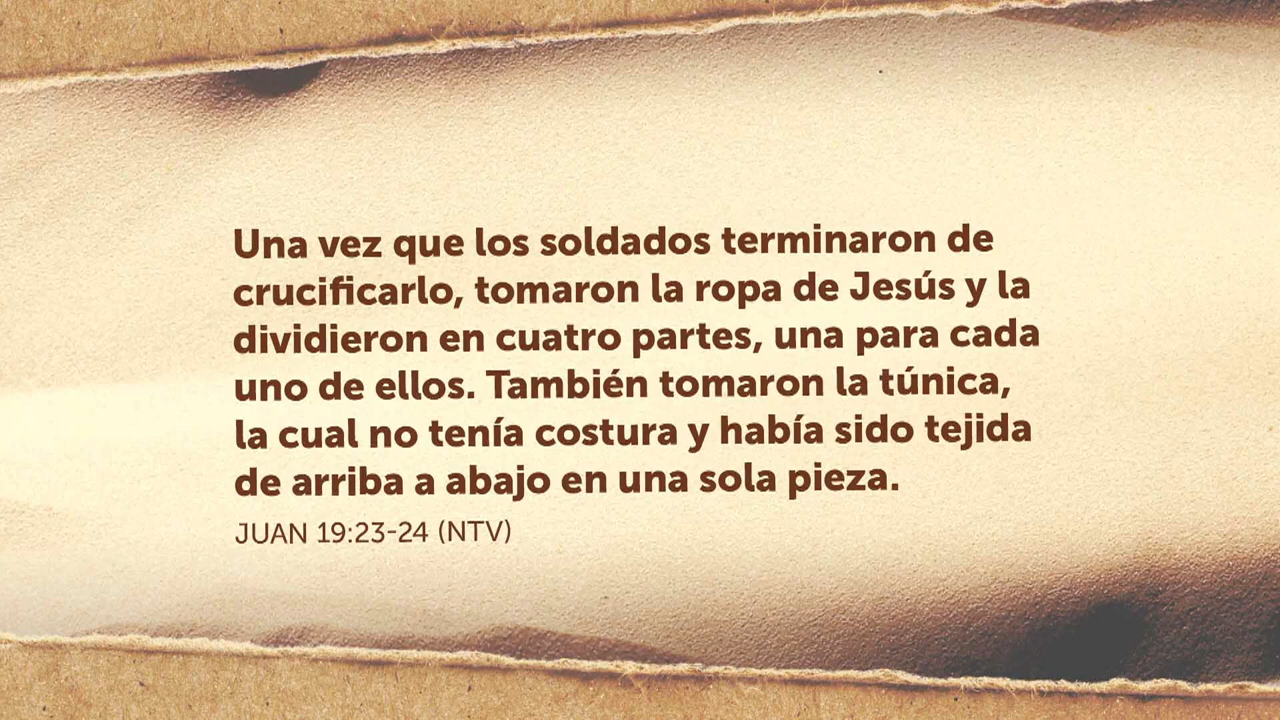 Una vez que los soldados terminaron de
crucificarlo, tomaron la ropa de Jesús y la
dividieron en cuatro partes, una para cada
uno de ellos. También tomaron la túnica,
la cual no tenía costura y había sido tejida
de arriba a abajo en una sola pieza.
JUAN 19:23-24 (NTV)